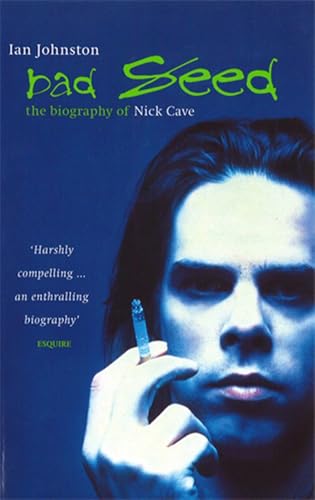 Ian Johnston
bad Seed
the biography of Nick Cave
'Harshly
compelling ...
an enthralling
biography'
ESQUIRE